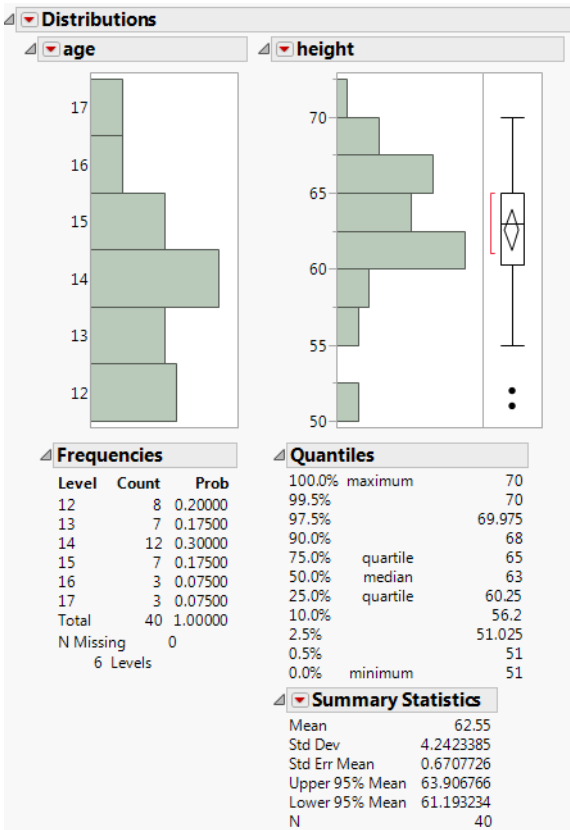 Distributions
age
17
16
15
14
13
12
Frequencies
Level Count Prob
12 8 0.20000
13 7 0.17500
14 12 0.30000
15 7 0.17500
16 3 0.07500
17 3 0.07500
Total 40 1.00000
N Missing 0
6 Levels
height
70
65
60
55
50
Quantiles
100.0% maximum 70
99.5% 70
97.5% 69.975
90.0% 68
75.0% quartile 65
50.0% median 63
25.0% quartile 60.25
10.0% 56.2
2.5% 51.025
0.5% 51
0.0% minimum 51
Summary Statistics
Mean 62.55
Std Dev 4.2423385
Std Err Mean 0.6707726
Upper 95% Mean 63.906766
Lower 95% Mean 61.193234
N 40